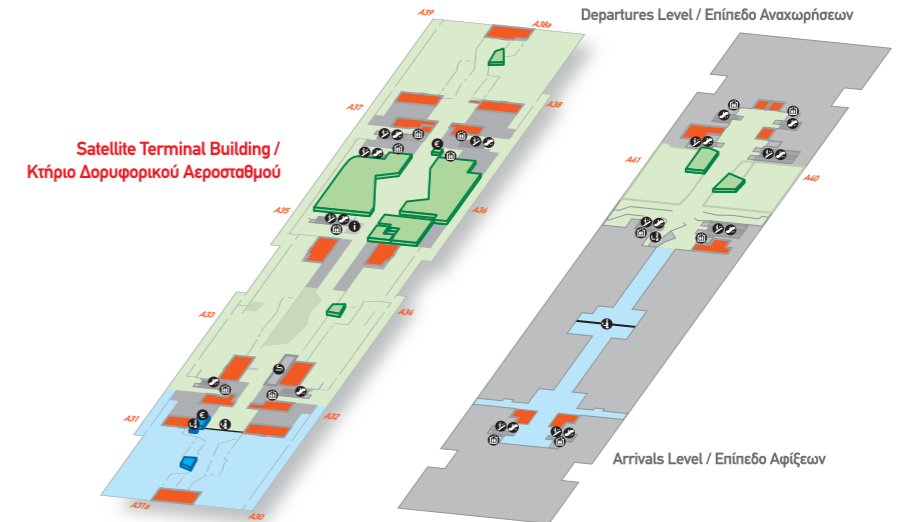 Departures Level / Επίπεδο Αναχωρήσεων
Satellite Terminal Building /
Κτήριο Δορυφορικού Αεροσταθμού
A39
A38a
A37
A38
A41
A40
A35
A36
A33
A34
A31
A32
A31a
A30
€
i
€
Arrivals Level / Επίπεδο Αφίξεων